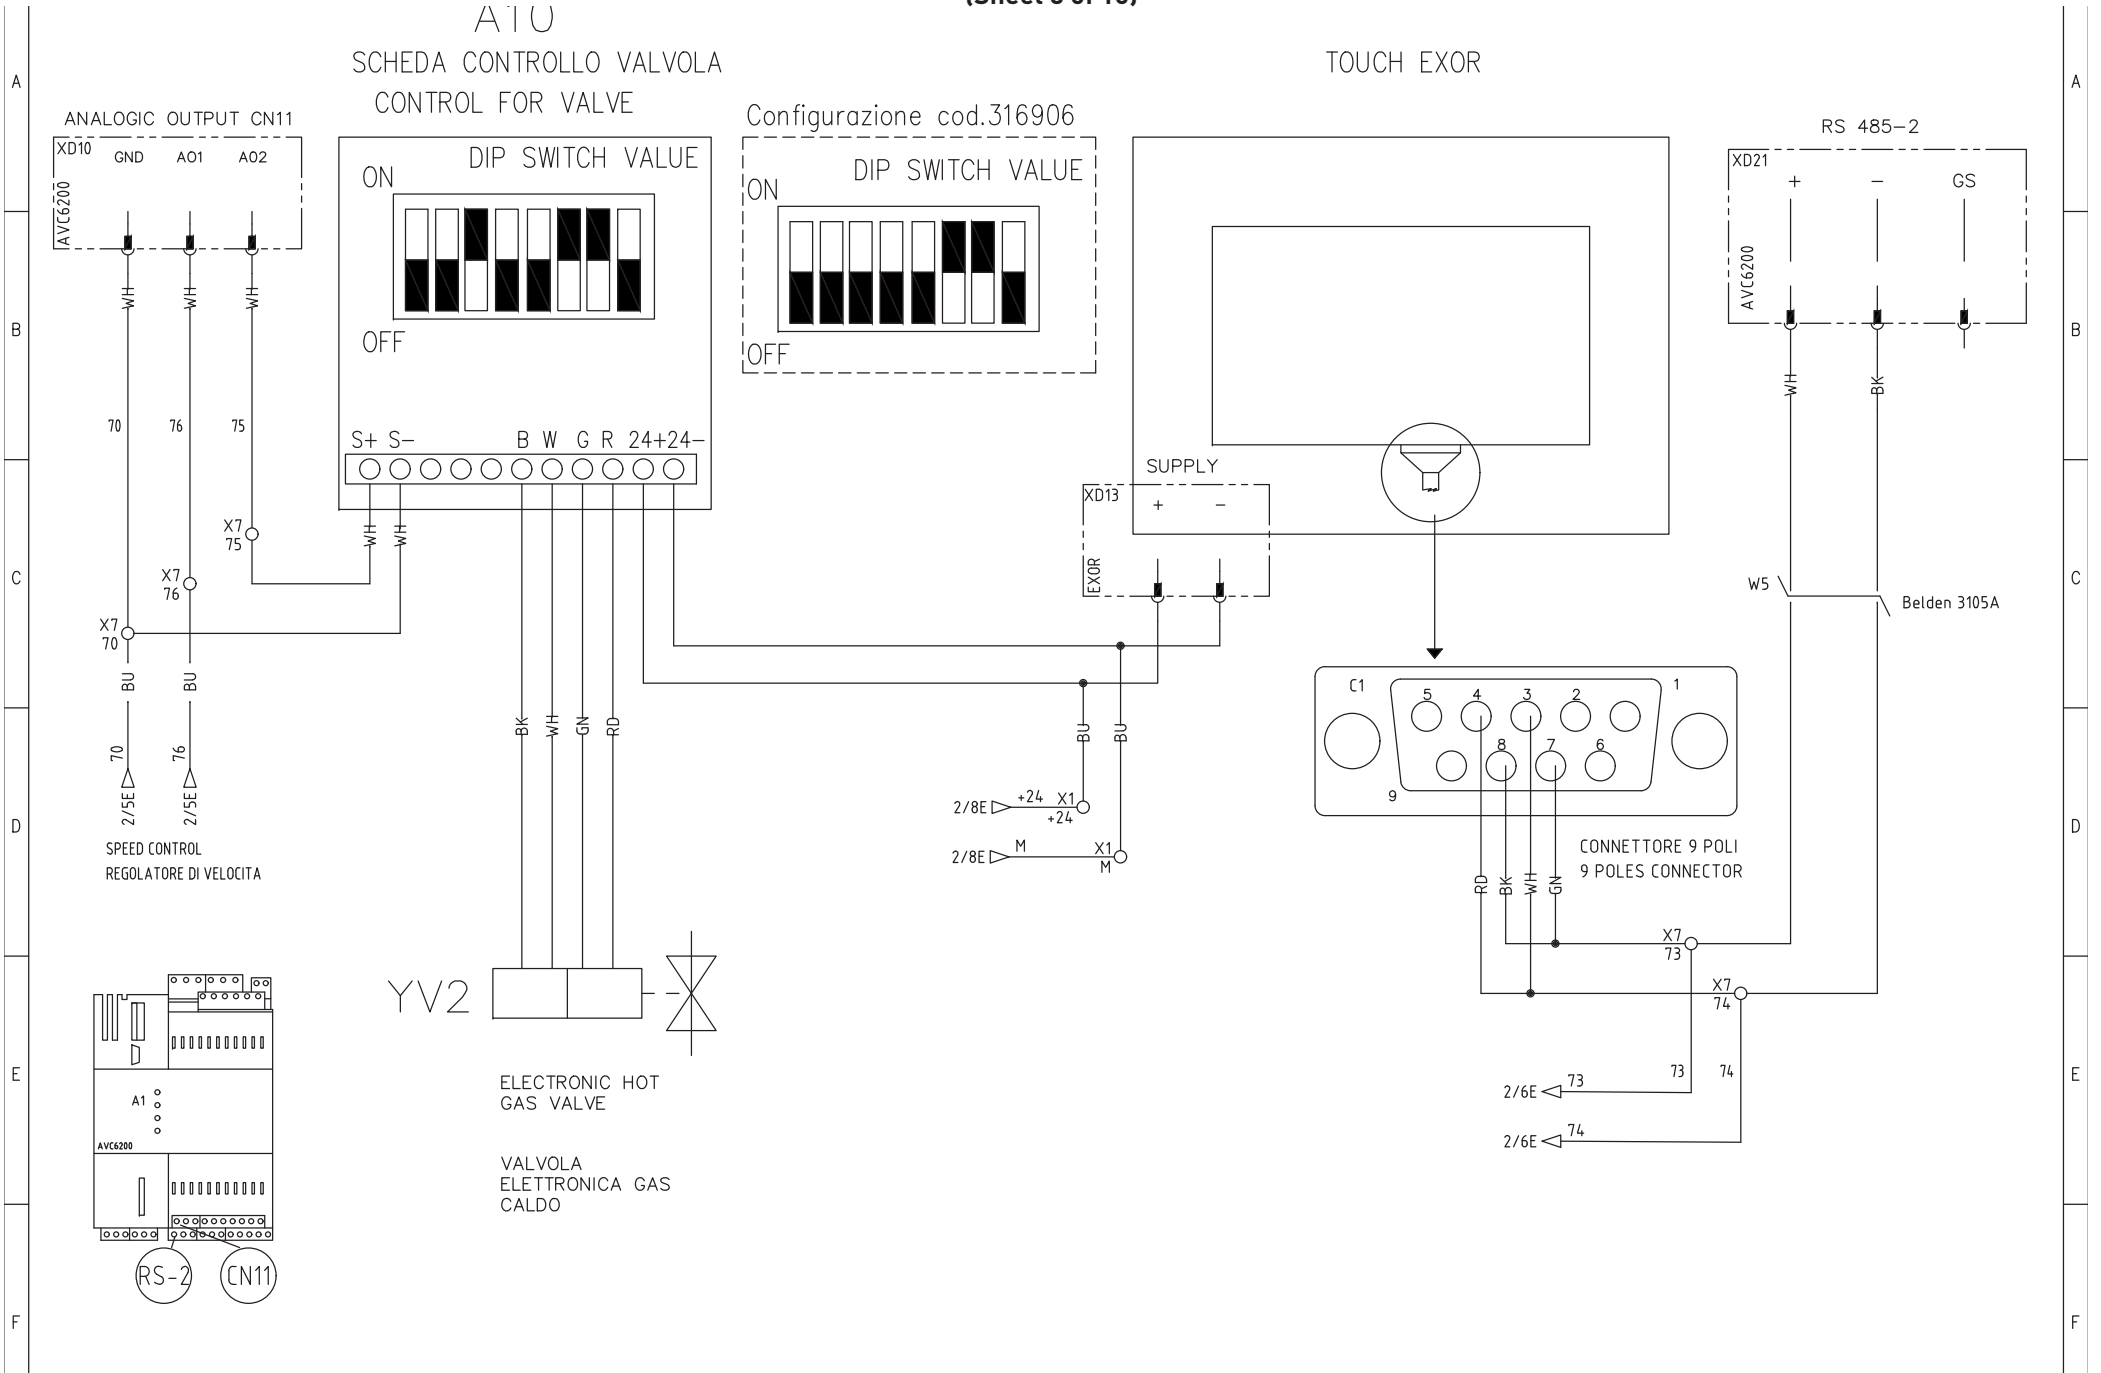 A10
SCHEDA CONTROLLO VALVOLA
CONTROL FOR VALVE
TOUCH EXOR
A
A
ANALOGIC OUTPUT CN11
XD10
GND AO1 AO2
AVC6200
DIP SWITCH VALUE
ON
OFF
Configurazione cod.316906
DIP SWITCH VALUE
ON
OFF
RS 485-2
XD21
+ - GS
AVC6200
B
B
WH WH WH
WH BK
70 76 75
S+ S- B W G R 24+24-
SUPPLY
XD13
+ -
EXOR
C
C
X7
75
X7
76
X7
70
WH WH
W5
Belden 3105A
BU BU
70 76
2/5E 2/5E
SPEED CONTROL
REGOLATORE DI VELOCITA
BK WH GN RD
BU BU
2/8E +24 X1
+24
2/8E M X1
M
C1 1
5 4 3 2
8 7 6
9
D
D
CONNETTORE 9 POLI
9 POLES CONNECTOR
RD BK WH GN
X7
73
X7
74
YV2
73 74
2/6E 73
2/6E 74
E
E
ELECTRONIC HOT
GAS VALVE
VALVOLA
ELETTRONICA GAS
CALDO
A1
AVC6200
RS-2 CN11
F
F